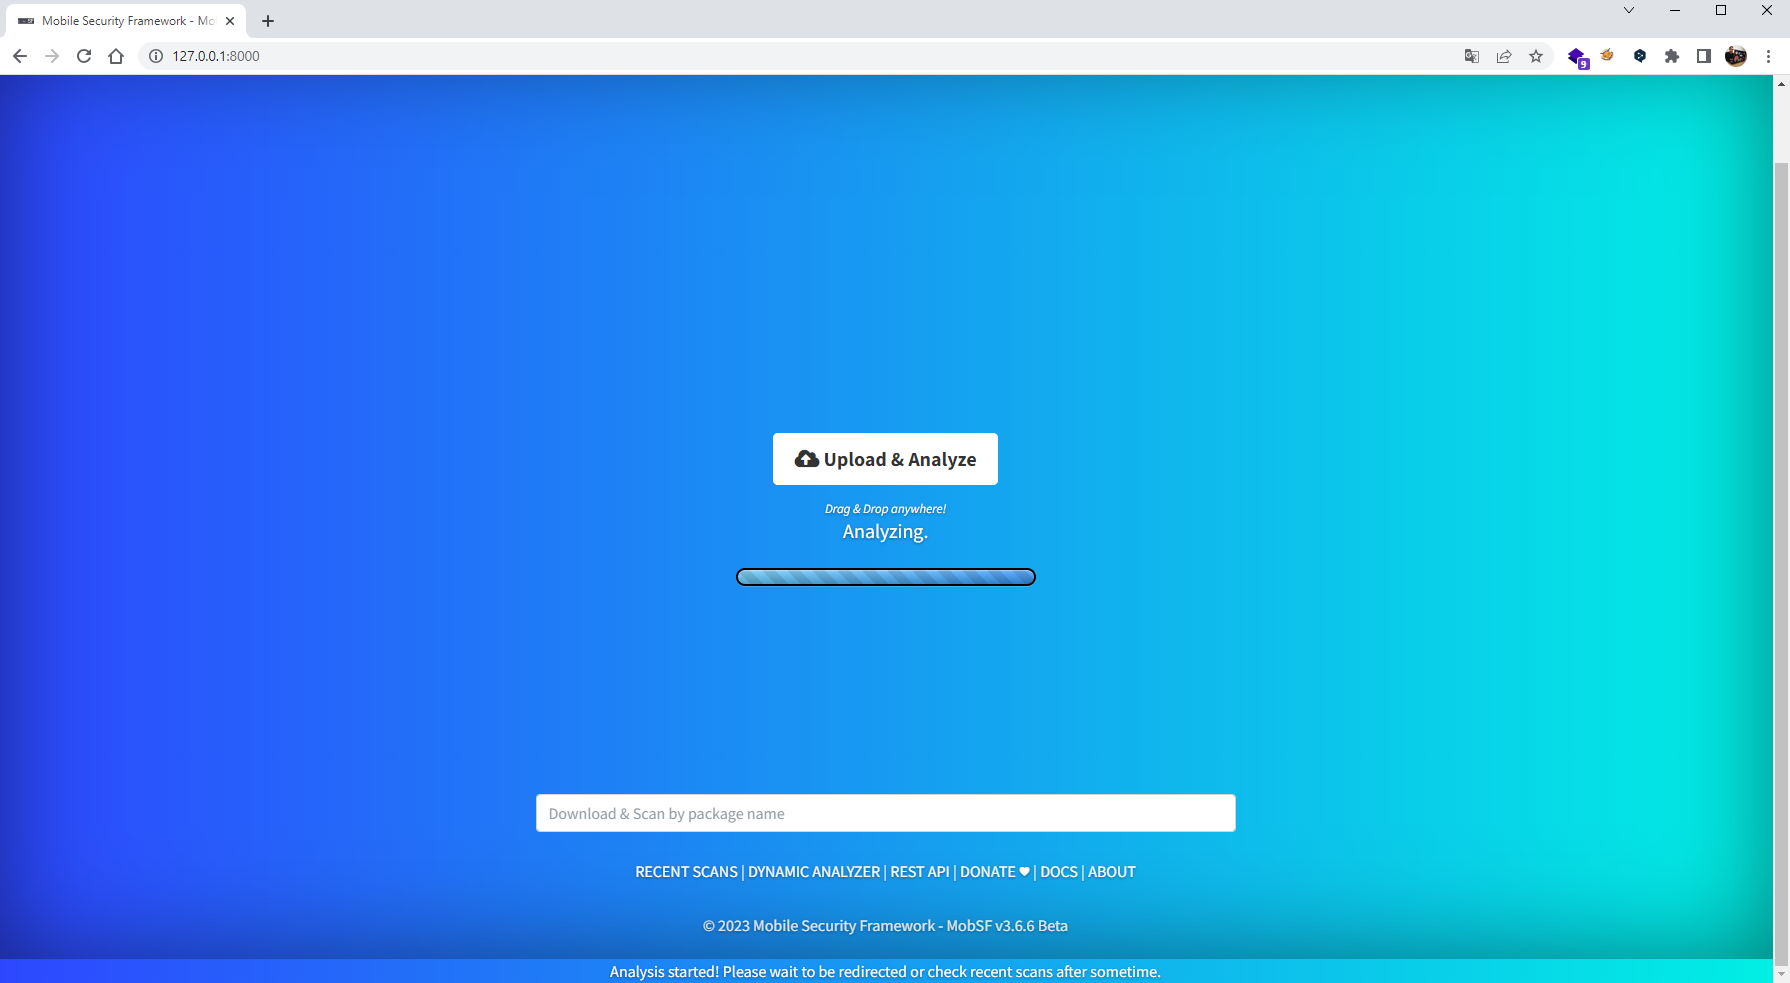 Mobile Security Framework - Mo
127.0.0.1:8000
9
Upload & Analyze
Drag & Drop anywhere!
Analyzing.
Download & Scan by package name
RECENT SCANS | DYNAMIC ANALYZER | REST API | DONATE ♥ | DOCS | ABOUT
© 2023 Mobile Security Framework - MobSF v3.6.6 Beta
Analysis started! Please wait to be redirected or check recent scans after sometime.